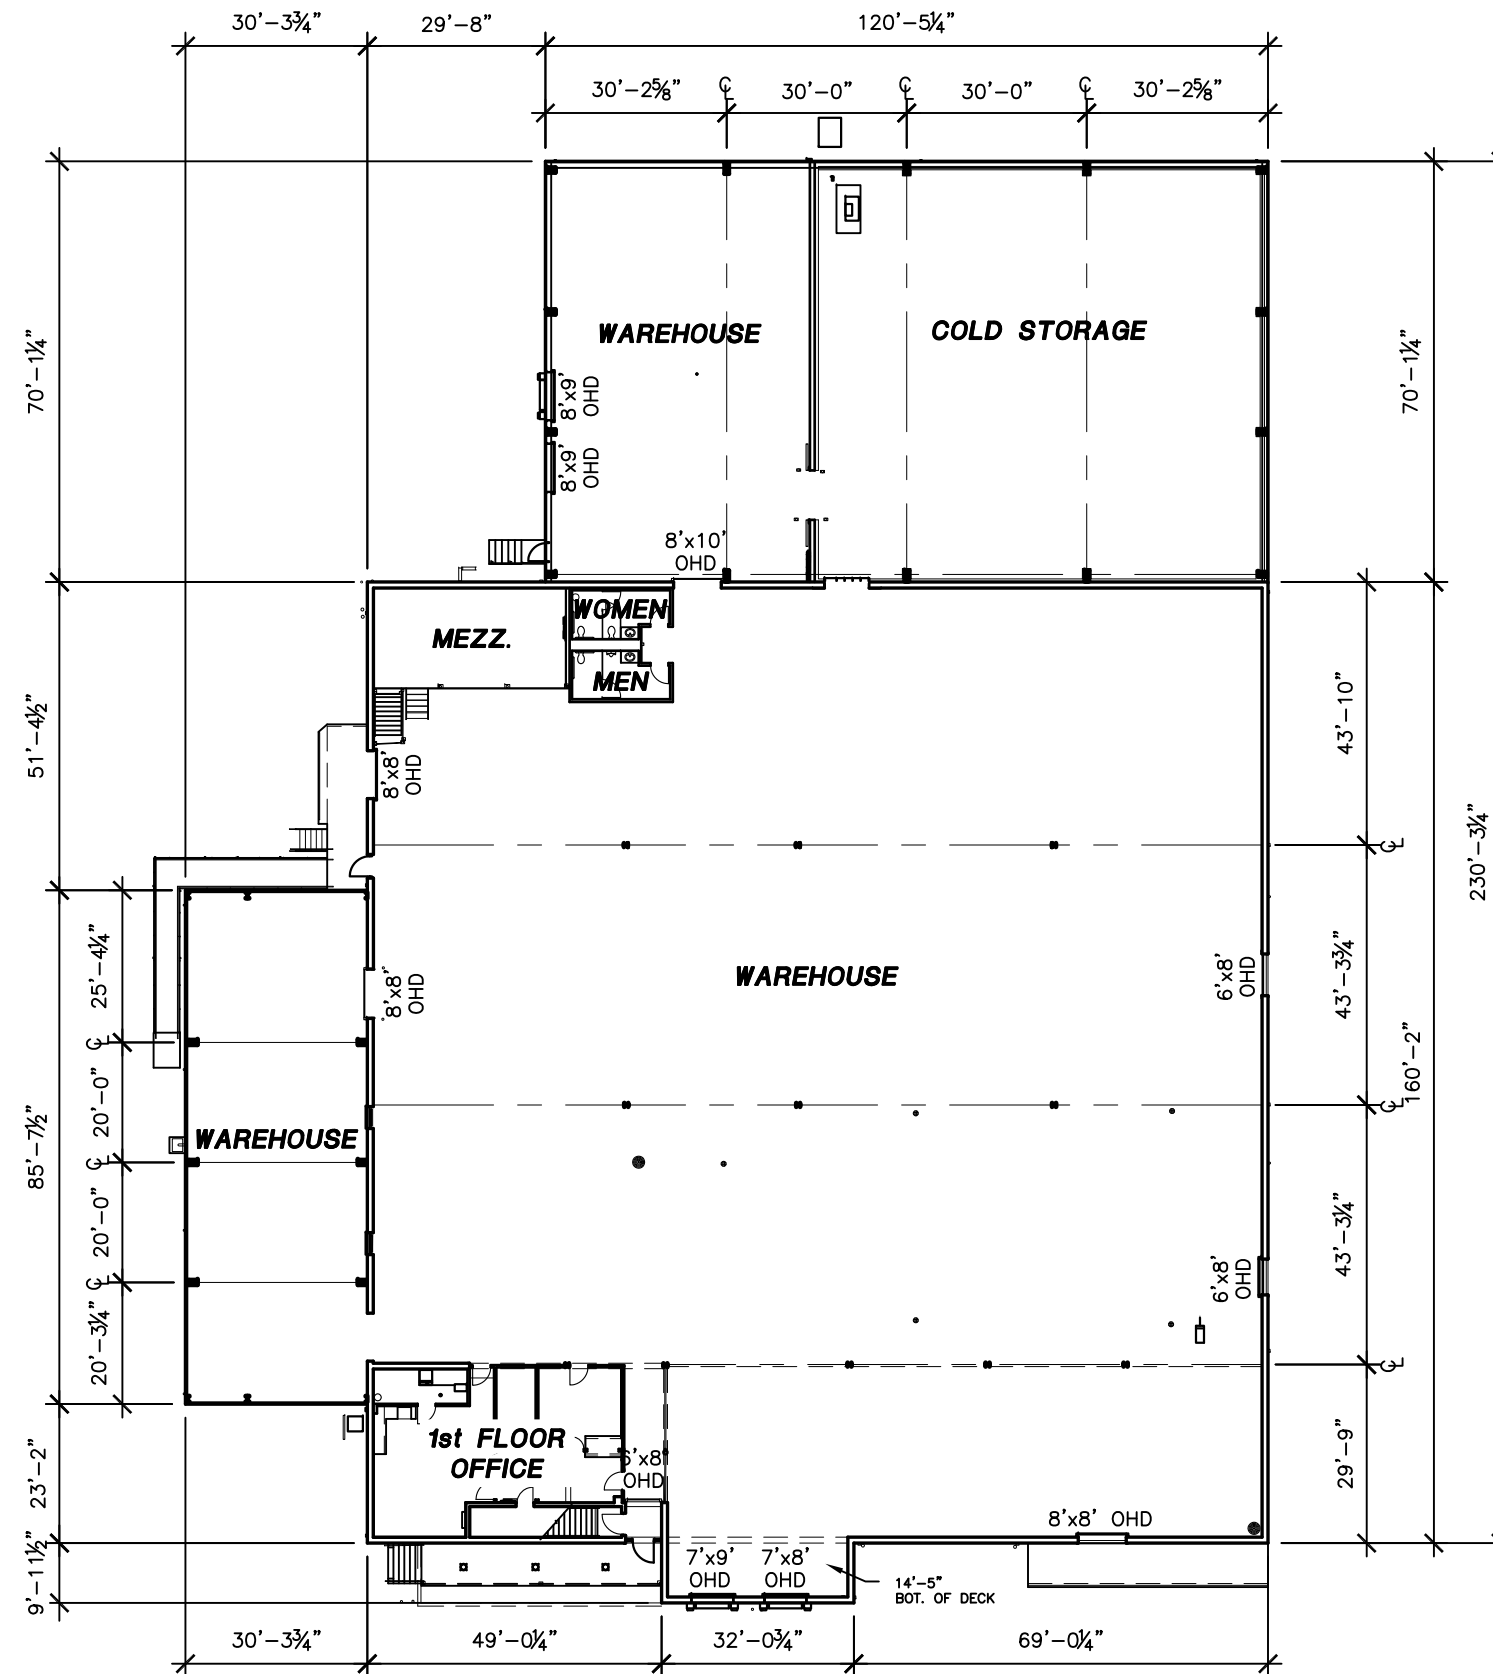 30'-3¾" 29'-8" 120'-5¼"
30'-2⅝" ℄ 30'-0" ℄ 30'-0" ℄ 30'-2⅝"
70'-1¼"
WAREHOUSE
COLD STORAGE
70'-1¼"
8'x9'
OHD
8'x9'
OHD
8'x10'
OHD
WOMEN
MEZZ.
MEN
51'-4½"
43'-10"
8'x8'
OHD
℄
230'-3¼"
25'-4¼"
8'x8'
OHD
WAREHOUSE
6'x8'
OHD
43'-3¾"
℄
160'-2"
℄
20'-0"
85'-7½"
WAREHOUSE
℄
20'-0"
43'-3¼"
6'x8'
OHD
℄
20'-3¼"
℄
1st FLOOR
OFFICE
6'x8'
OHD
23'-2"
29'-9"
8'x8' OHD
9'-11½"
7'x9'
OHD
7'x8'
OHD
14'-5"
BOT. OF DECK
30'-3¾" 49'-0¼" 32'-0¾" 69'-0¼"